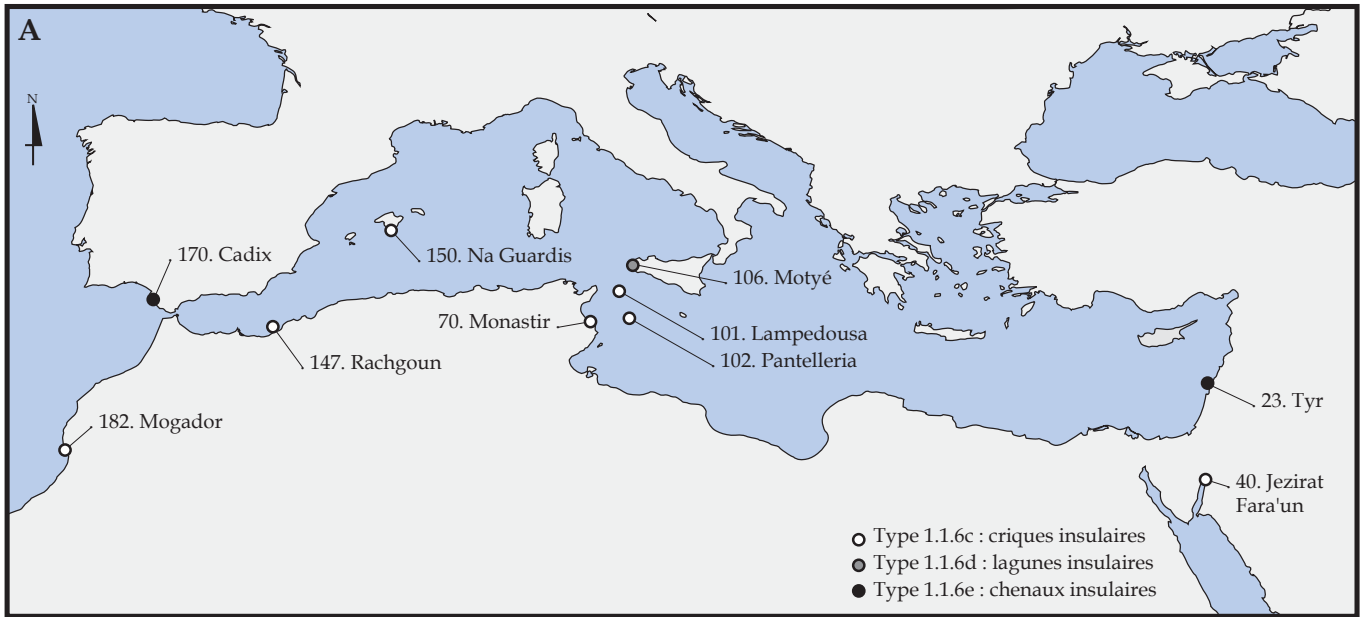 A
N
170. Cadix
150. Na Guardis
106. Motyé
70. Monastir
101. Lampedousa
147. Rachgoun
102. Pantelleria
23. Tyr
182. Mogador
40. Jezirat
Fara'un
Type 1.1.6c : criques insulaires
Type 1.1.6d : lagunes insulaires
Type 1.1.6e : chenaux insulaires